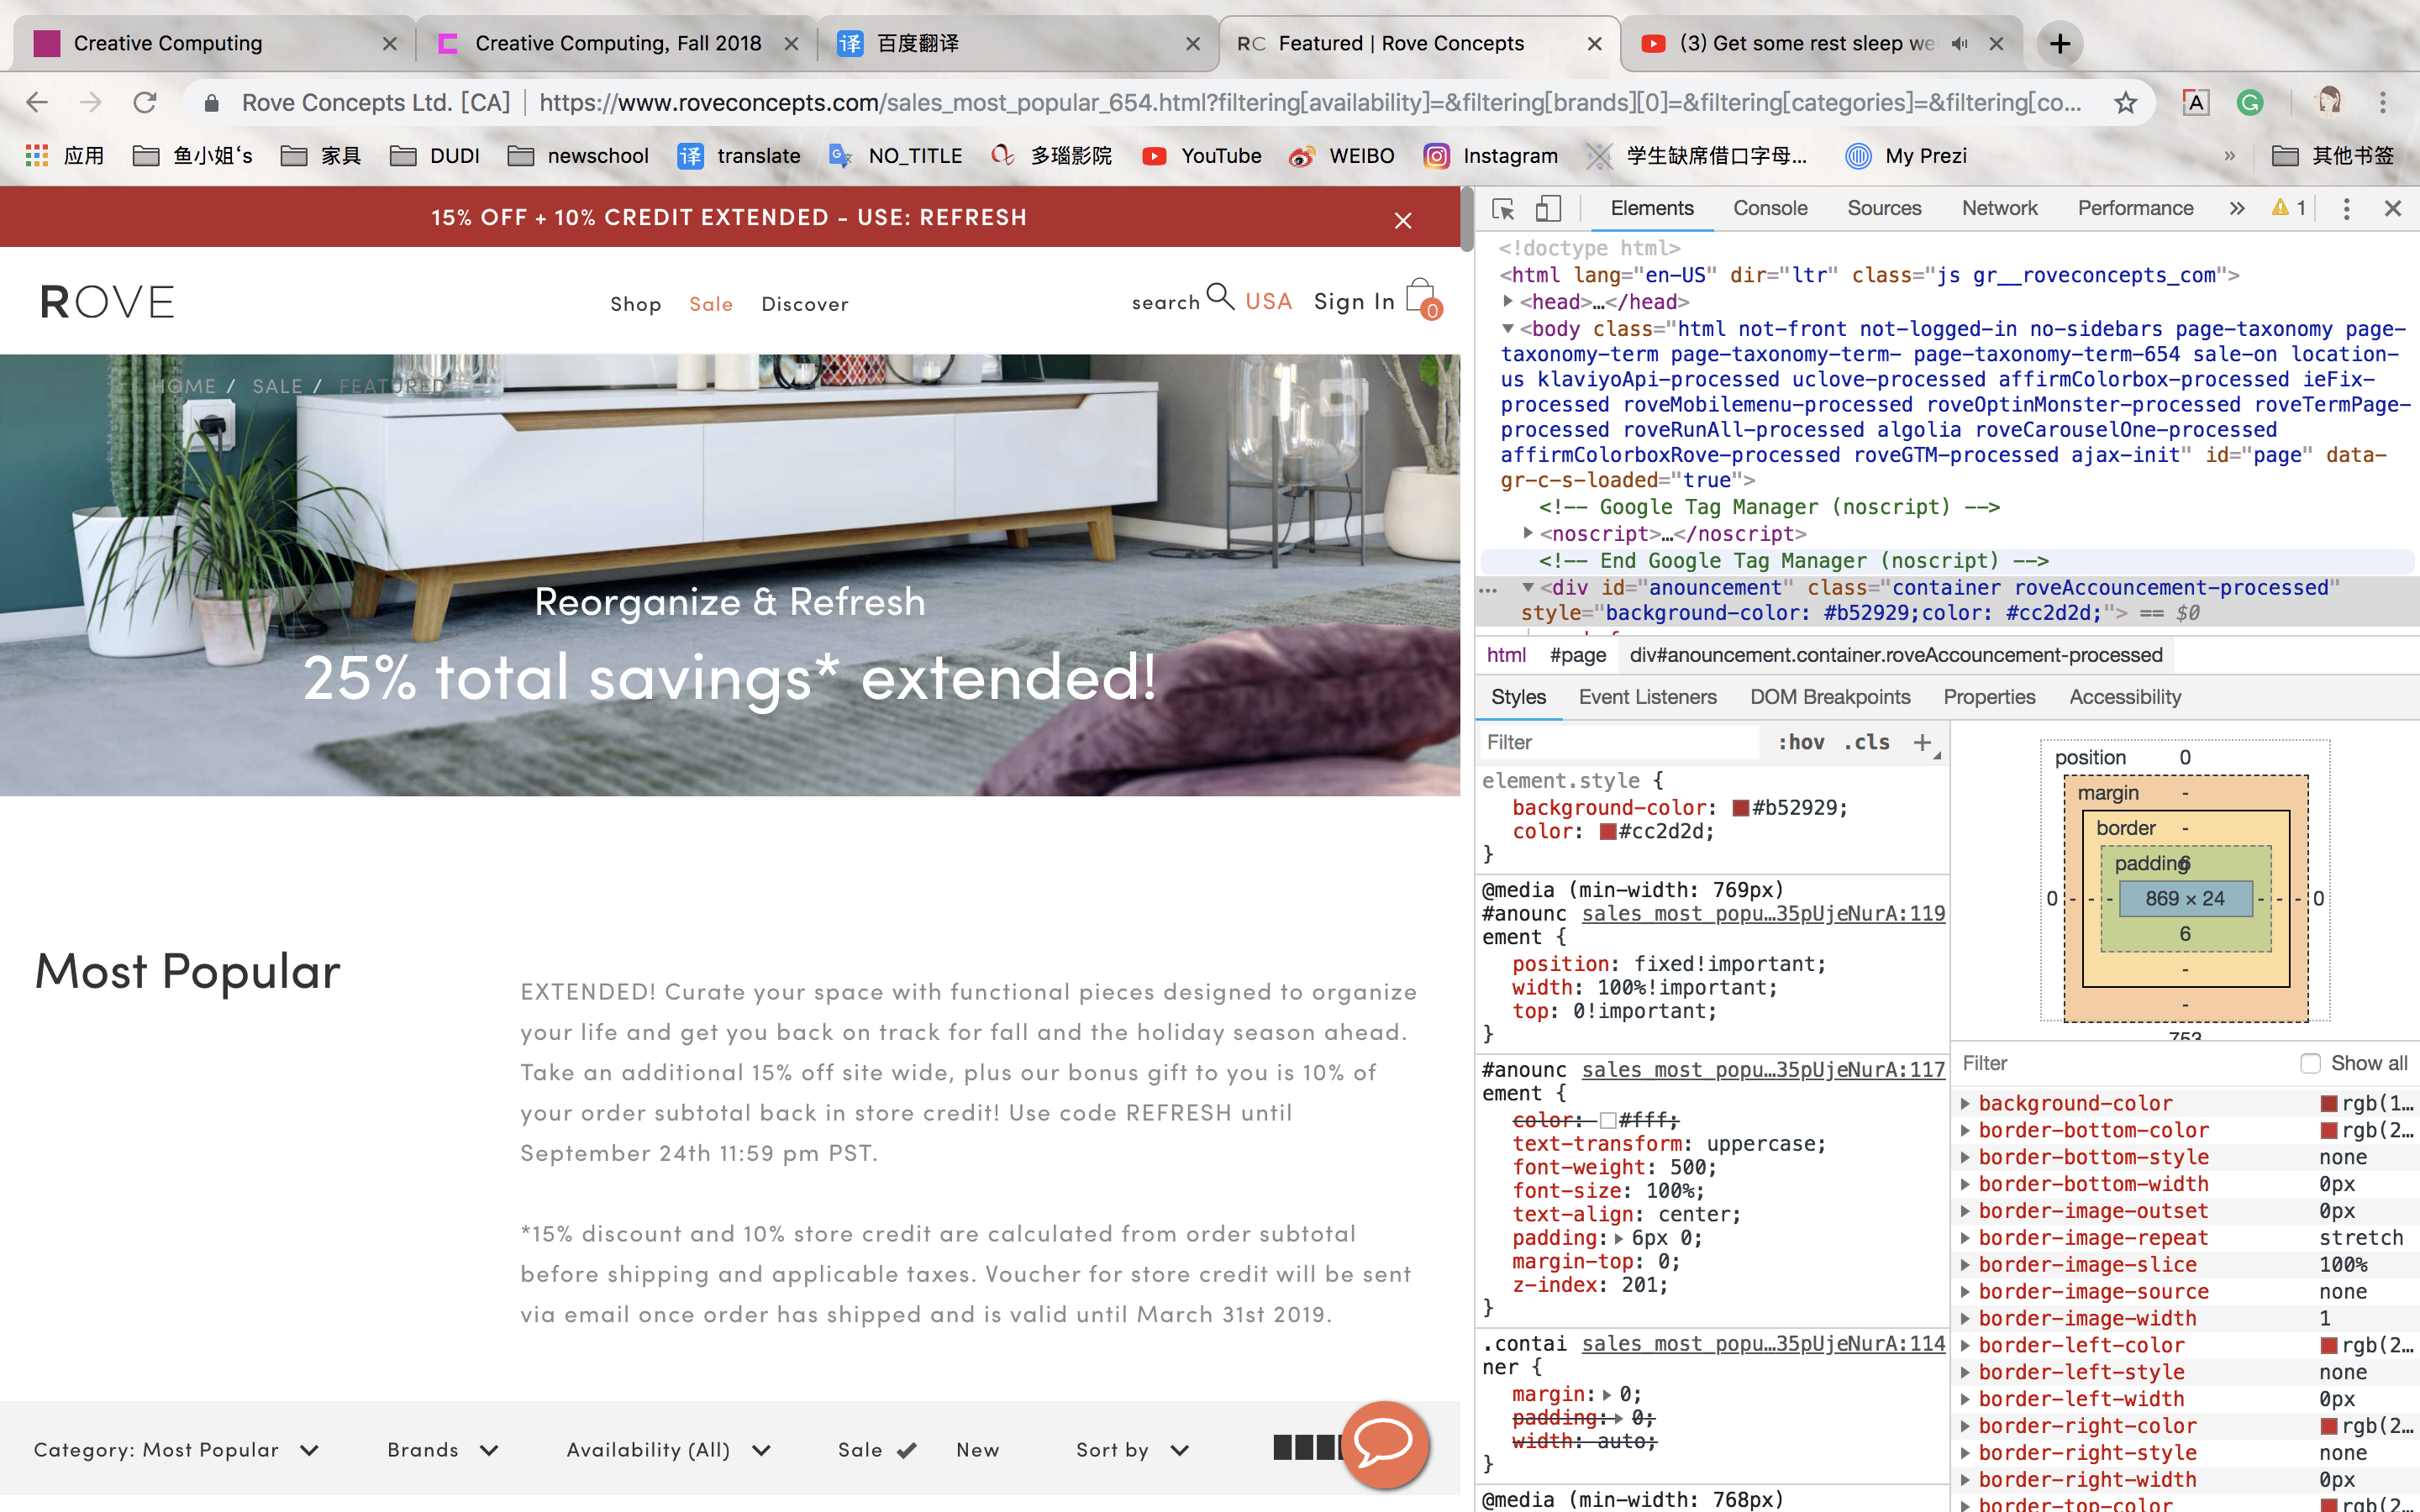 Creative Computing
Creative Computing, Fall 2018
百度翻译
Featured | Rove Concepts
(3) Get some rest sleep we
Rove Concepts Ltd. [CA] | https://www.roveconcepts.com/sales_most_popular_654.html?filtering[availability]=&filtering[brands][0]=&filtering[categories]=&filtering[co...
应用
鱼小姐‘s
家具
DUDI
newschool
translate
NO_TITLE
多瑙影院
YouTube
WEIBO
Instagram
学生缺席借口字母...
My Prezi
»
其他书签
15% OFF + 10% CREDIT EXTENDED - USE: REFRESH
ROVE
Shop Sale Discover
search USA Sign In 0
HOME / SALE / FEATURED
Reorganize & Refresh
25% total savings* extended!
Most Popular
EXTENDED! Curate your space with functional pieces designed to organize
your life and get you back on track for fall and the holiday season ahead.
Take an additional 15% off site wide, plus our bonus gift to you is 10% of
your order subtotal back in store credit! Use code REFRESH until
September 24th 11:59 pm PST.
*15% discount and 10% store credit are calculated from order subtotal
before shipping and applicable taxes. Voucher for store credit will be sent
via email once order has shipped and is valid until March 31st 2019.
Category: Most Popular Brands Availability (All) Sale New Sort by
Elements Console Sources Network Performance » 1
<!doctype html>
<html lang="en-US" dir="ltr" class="js gr__roveconcepts_com">
<head>…</head>
<body class="html not-front not-logged-in no-sidebars page-taxonomy page-
taxonomy-term page-taxonomy-term- page-taxonomy-term-654 sale-on location-
us klaviyoApi-processed uclove-processed affirmColorbox-processed ieFix-
processed roveMobilemenu-processed roveOptinMonster-processed roveTermPage-
processed roveRunAll-processed algolia roveCarouselOne-processed
affirmColorboxRove-processed roveGTM-processed ajax-init" id="page" data-
gr-c-s-loaded="true">
<!-- Google Tag Manager (noscript) -->
<noscript>…</noscript>
<!-- End Google Tag Manager (noscript) -->
<div id="anouncement" class="container roveAccouncement-processed"
style="background-color: #b52929;color: #cc2d2d;"> == $0
html #page div#anouncement.container.roveAccouncement-processed
Styles Event Listeners DOM Breakpoints Properties Accessibility
Filter :hov .cls +
element.style {
background-color: #b52929;
color: #cc2d2d;
}
@media (min-width: 769px)
#anounc sales_most_popu…35pUjeNurA:119
ement {
position: fixed!important;
width: 100%!important;
top: 0!important;
}
#anounc sales_most_popu…35pUjeNurA:117
ement {
color: #fff;
text-transform: uppercase;
font-weight: 500;
font-size: 100%;
text-align: center;
padding: 6px 0;
margin-top: 0;
z-index: 201;
}
.contai sales_most_popu…35pUjeNurA:114
ner {
margin: 0;
padding: 0;
width: auto;
}
@media (min-width: 768px)
position 0
margin -
border -
padding 6
0 - - - 869 × 24 - - - 0
6
-
-
Filter Show all
background-color rgb(1…
border-bottom-color rgb(2…
border-bottom-style none
border-bottom-width 0px
border-image-outset 0px
border-image-repeat stretch
border-image-slice 100%
border-image-source none
border-image-width 1
border-left-color rgb(2…
border-left-style none
border-left-width 0px
border-right-color rgb(2…
border-right-style none
border-right-width 0px
border-top-color rgb(2…